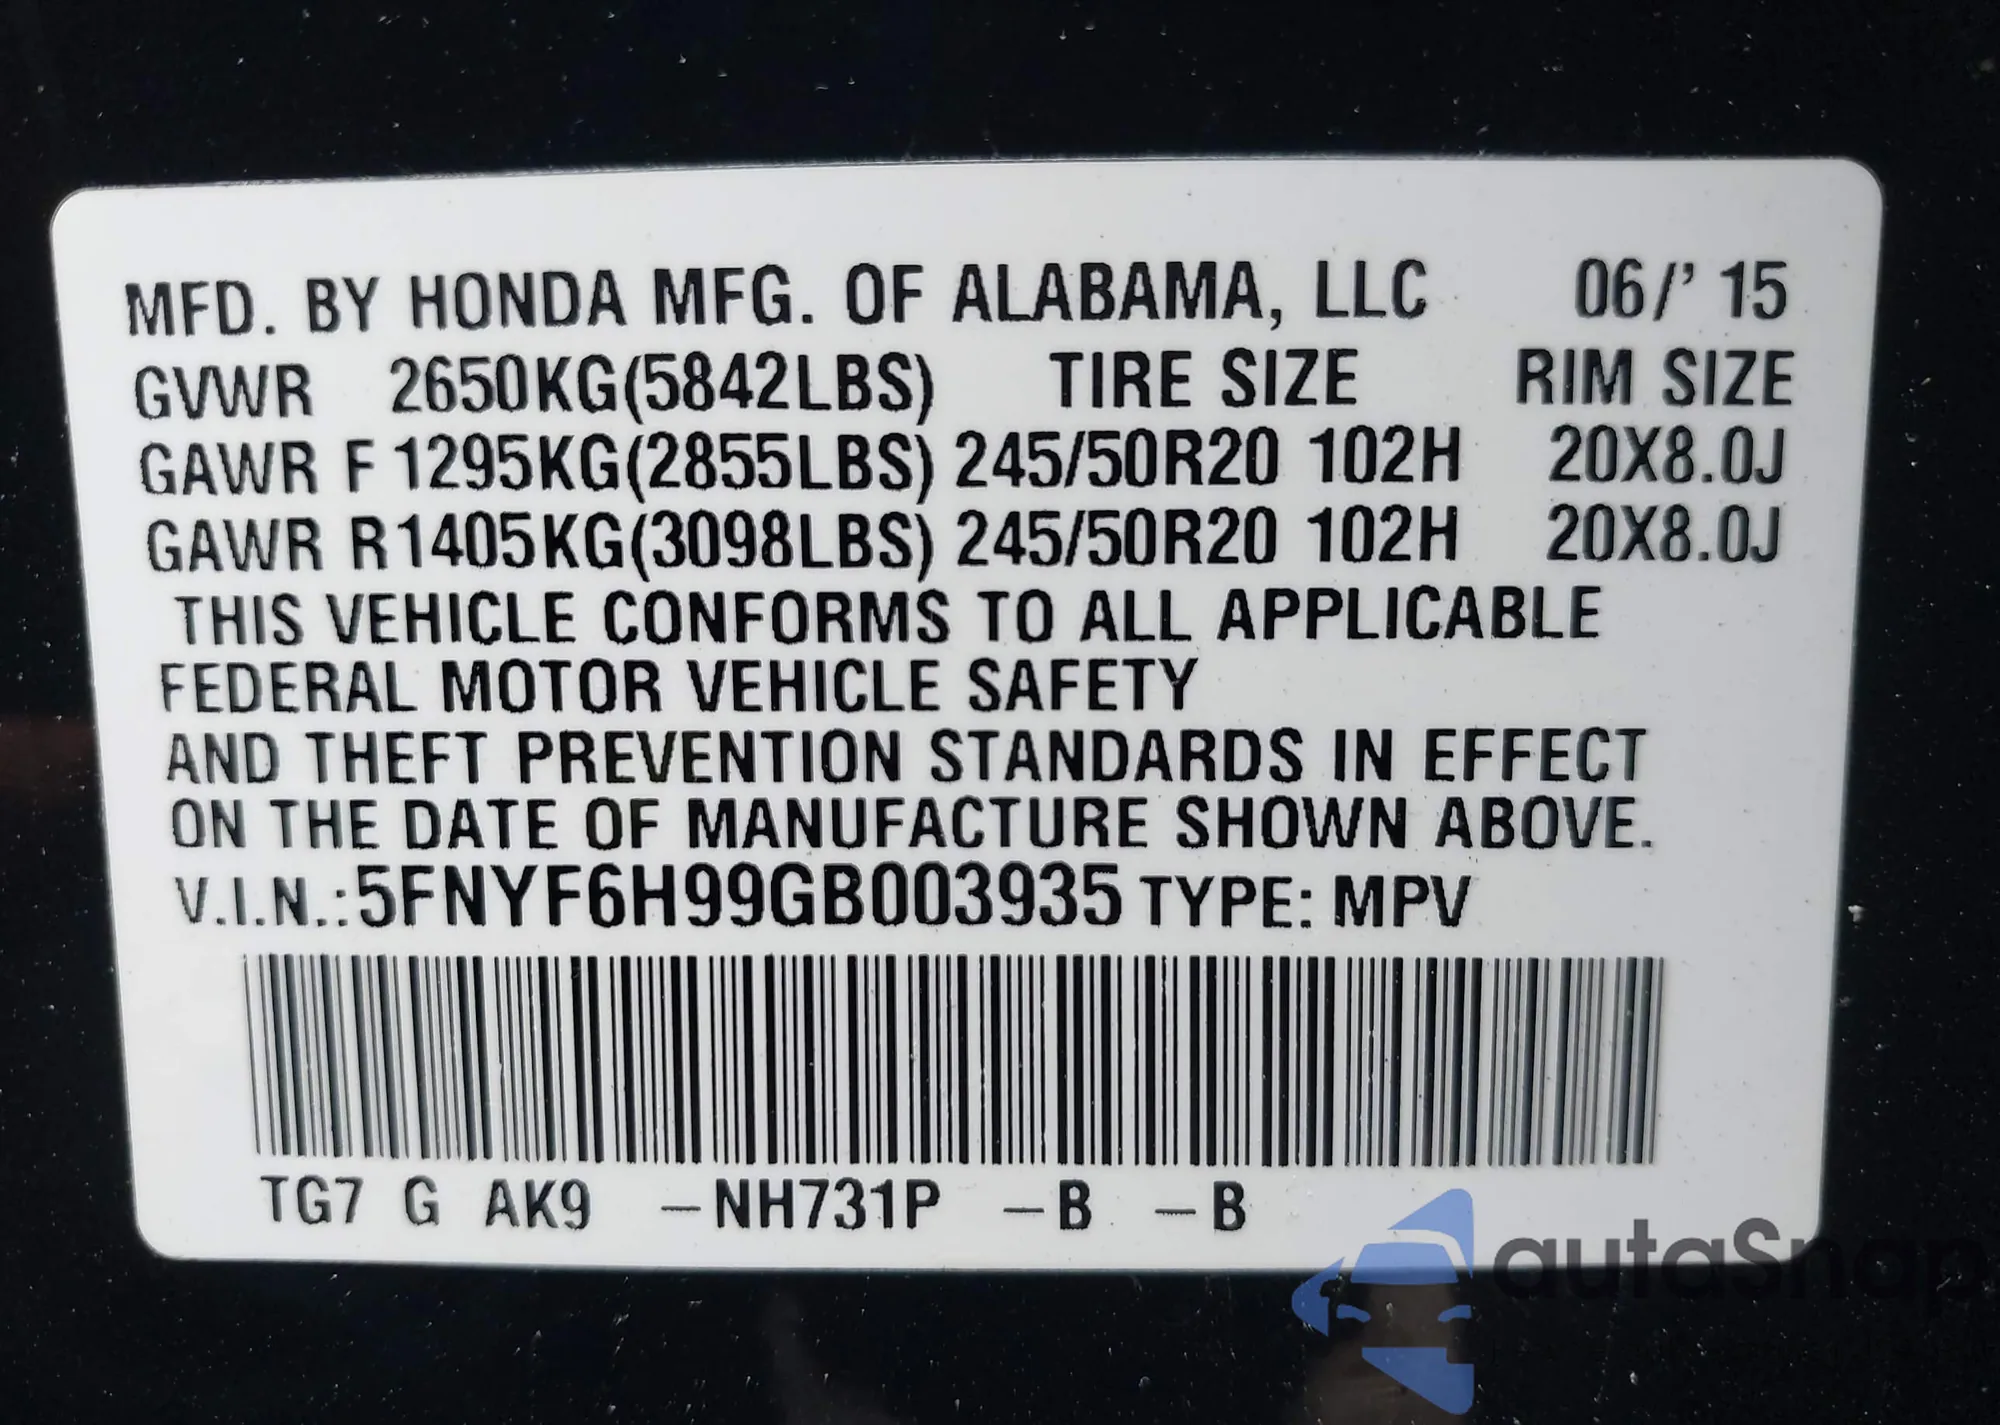 MFD. BY HONDA MFG. OF ALABAMA, LLC 06/' 15
GVWR 2650KG(5842LBS) TIRE SIZE RIM SIZE
GAWR F 1295KG(2855LBS) 245/50R20 102H 20X8.0J
GAWR R1405KG(3098LBS) 245/50R20 102H 20X8.0J
THIS VEHICLE CONFORMS TO ALL APPLICABLE
FEDERAL MOTOR VEHICLE SAFETY
AND THEFT PREVENTION STANDARDS IN EFFECT
ON THE DATE OF MANUFACTURE SHOWN ABOVE.
V.I.N.:5FNYF6H99GB003935 TYPE: MPV
TG7 G AK9 –NH731P –B –B
autaSnap